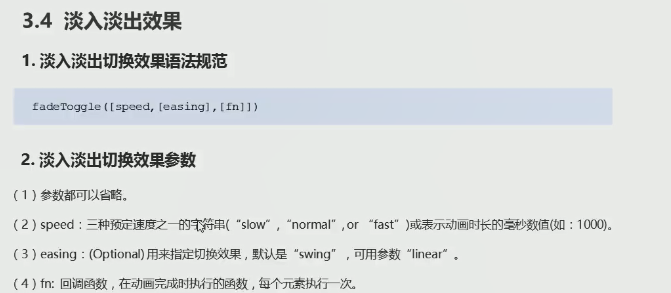 3.4 淡入淡出效果
1. 淡入淡出切换效果语法规范
fadeToggle([speed,[easing],[fn]])
2. 淡入淡出切换效果参数
（1）参数都可以省略。
（2）speed：三种预定速度之一的字符串(“slow”,“normal”, or “fast”)或表示动画时长的毫秒数值(如：1000)。
（3）easing：(Optional) 用来指定切换效果，默认是“swing”，可用参数“linear”。
（4）fn: 回调函数，在动画完成时执行的函数，每个元素执行一次。